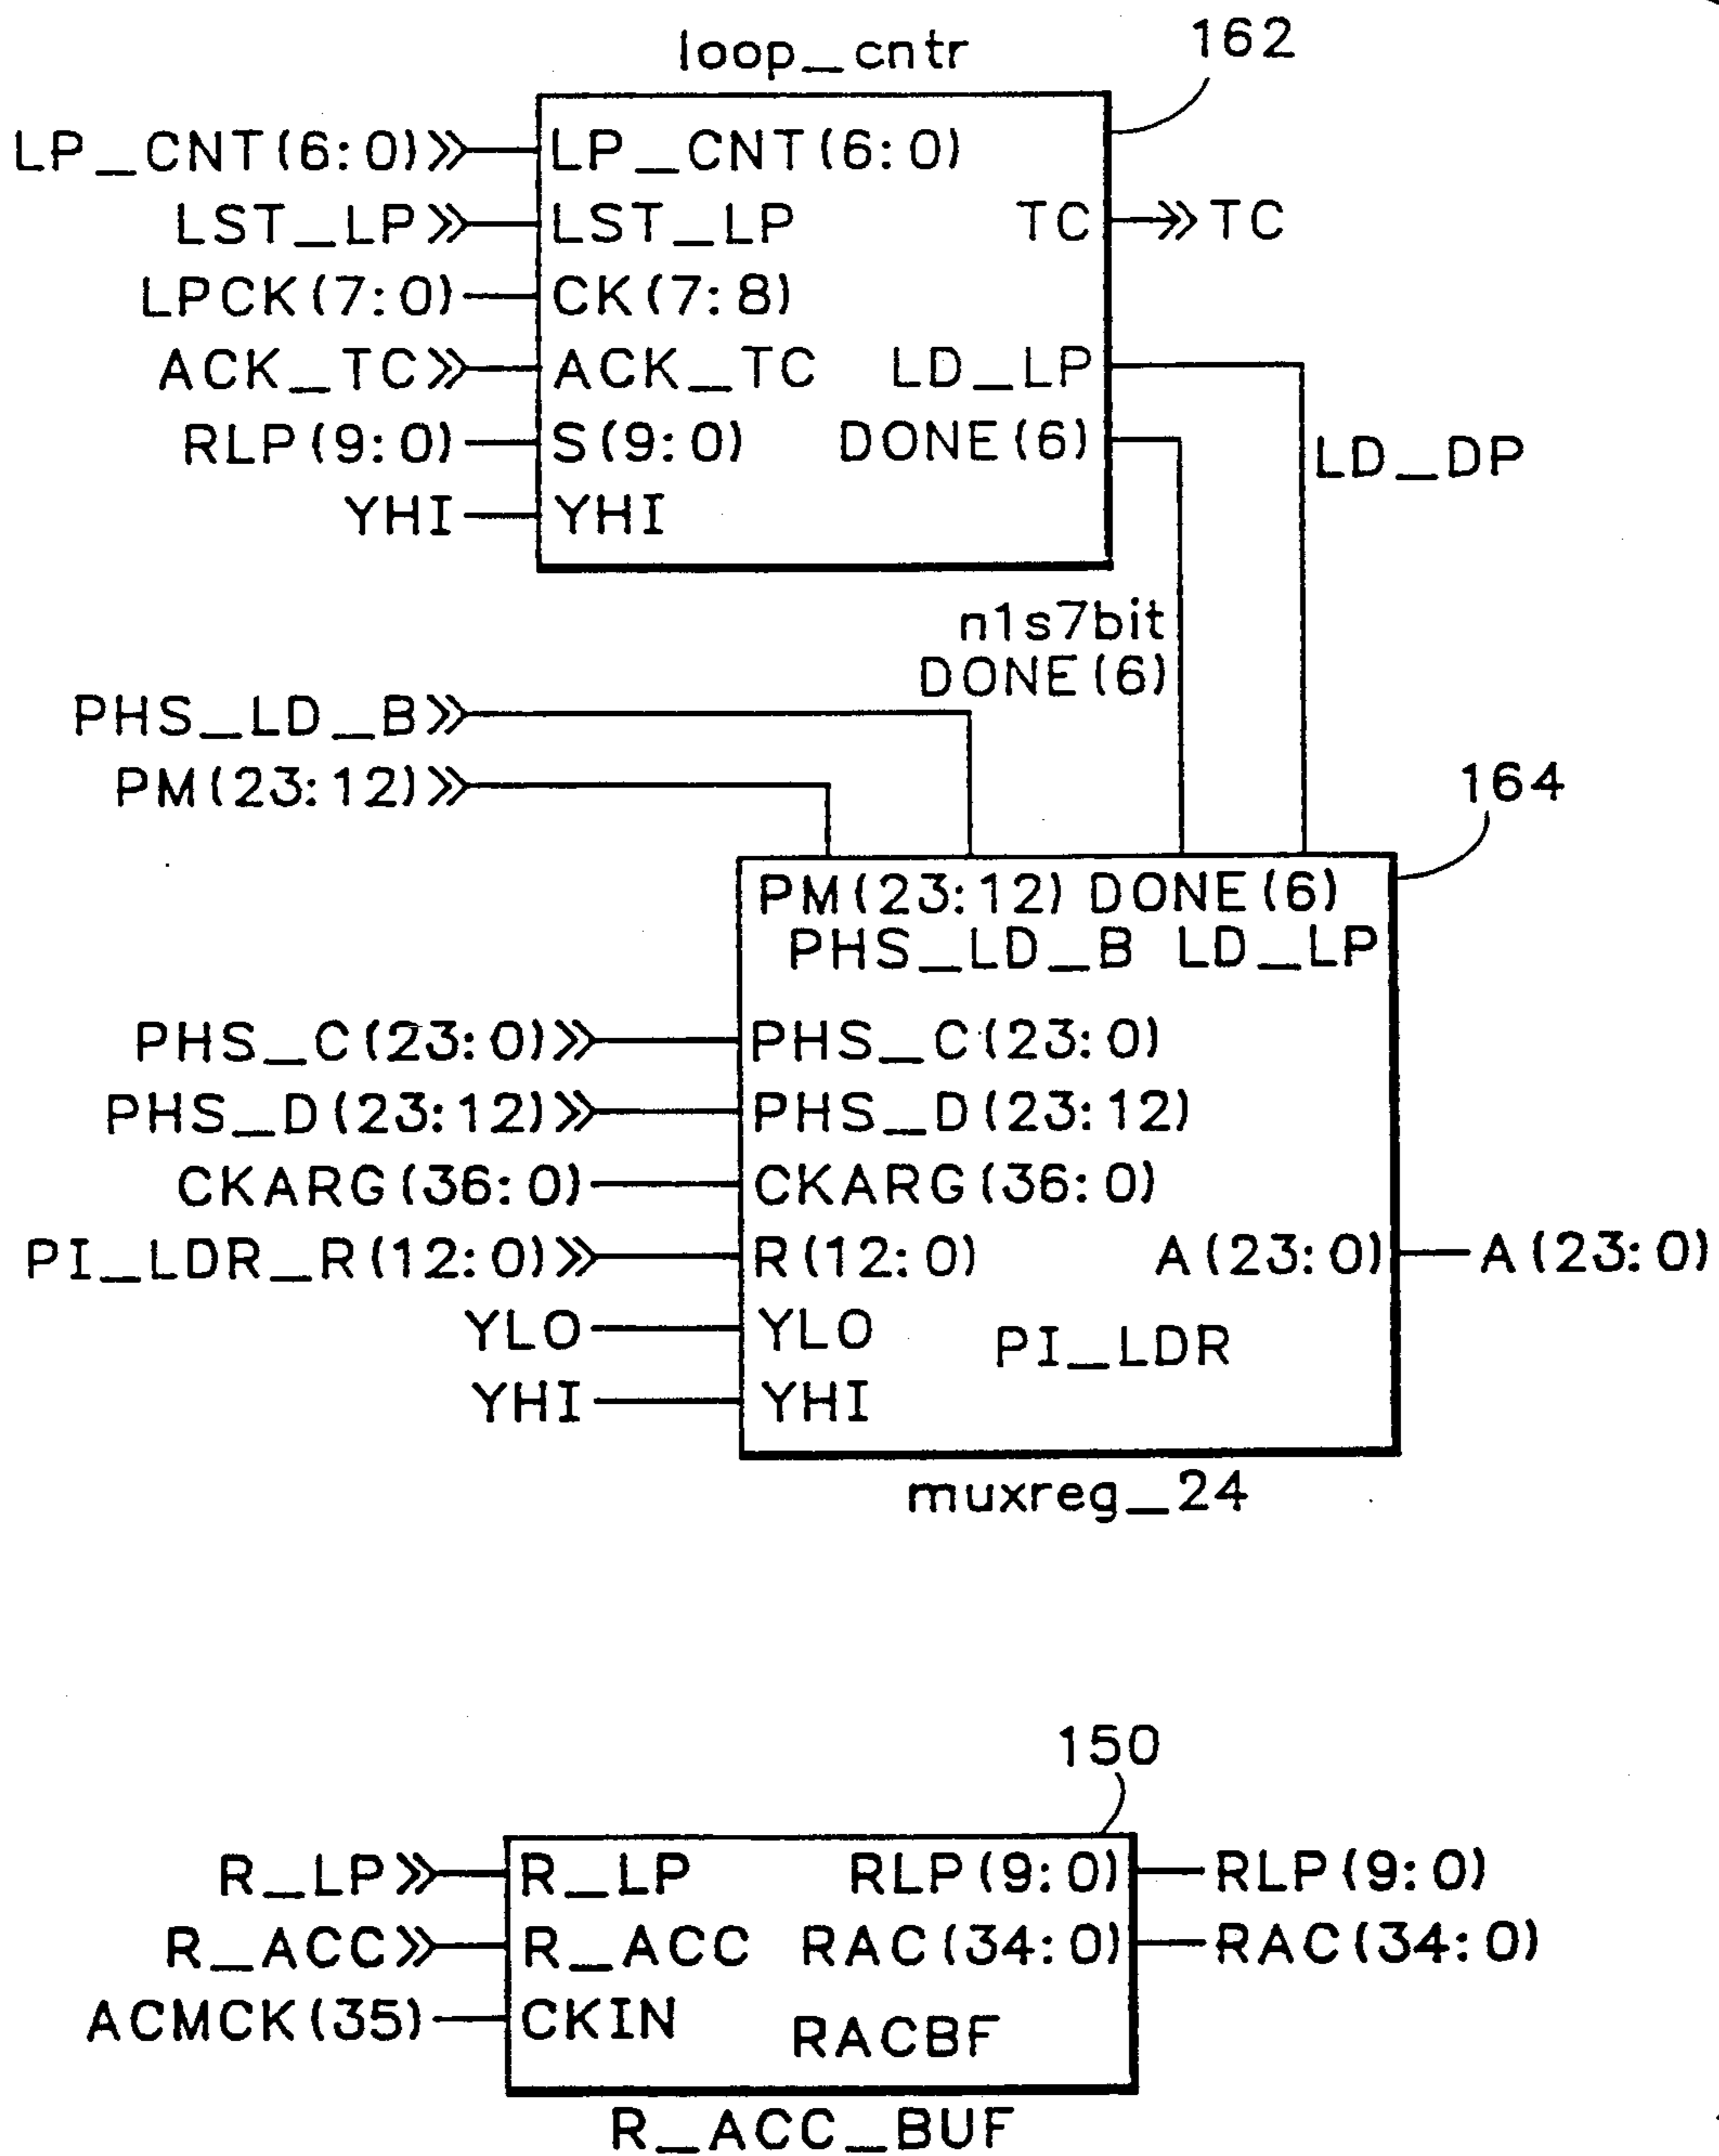 loop_cntr
162
LP_CNT(6:0) LP_CNT(6:0)
LST_LP LST_LP TC TC
LPCK(7:0) CK(7:8)
ACK_TC ACK_TC LD_LP
RLP(9:0) S(9:0) DONE(6) LD_DP
YHI YHI
n1s7bit
DONE(6)
PHS_LD_B
PM(23:12)
164
PM(23:12) DONE(6)
PHS_LD_B LD_LP
PHS_C(23:0) PHS_C(23:0)
PHS_D(23:12) PHS_D(23:12)
CKARG(36:0) CKARG(36:0)
PI_LDR_R(12:0) R(12:0) A(23:0) A(23:0)
YLO YLO PI_LDR
YHI YHI
muxreg_24
150
R_LP R_LP RLP(9:0) RLP(9:0)
R_ACC R_ACC RAC(34:0) RAC(34:0)
ACMCK(35) CKIN RACBF
R_ACC_BUF